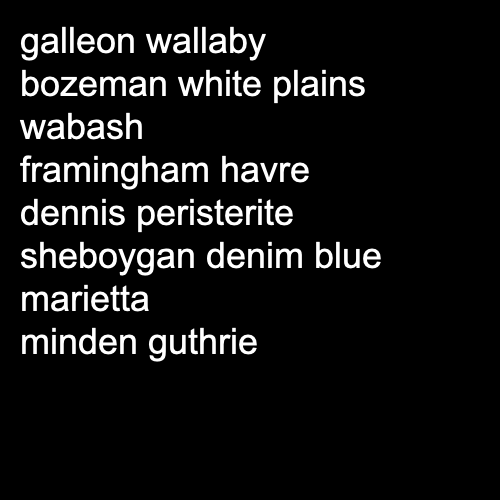 galleon wallaby
bozeman white plains
wabash
framingham havre
dennis peristerite
sheboygan denim blue
marietta
minden guthrie